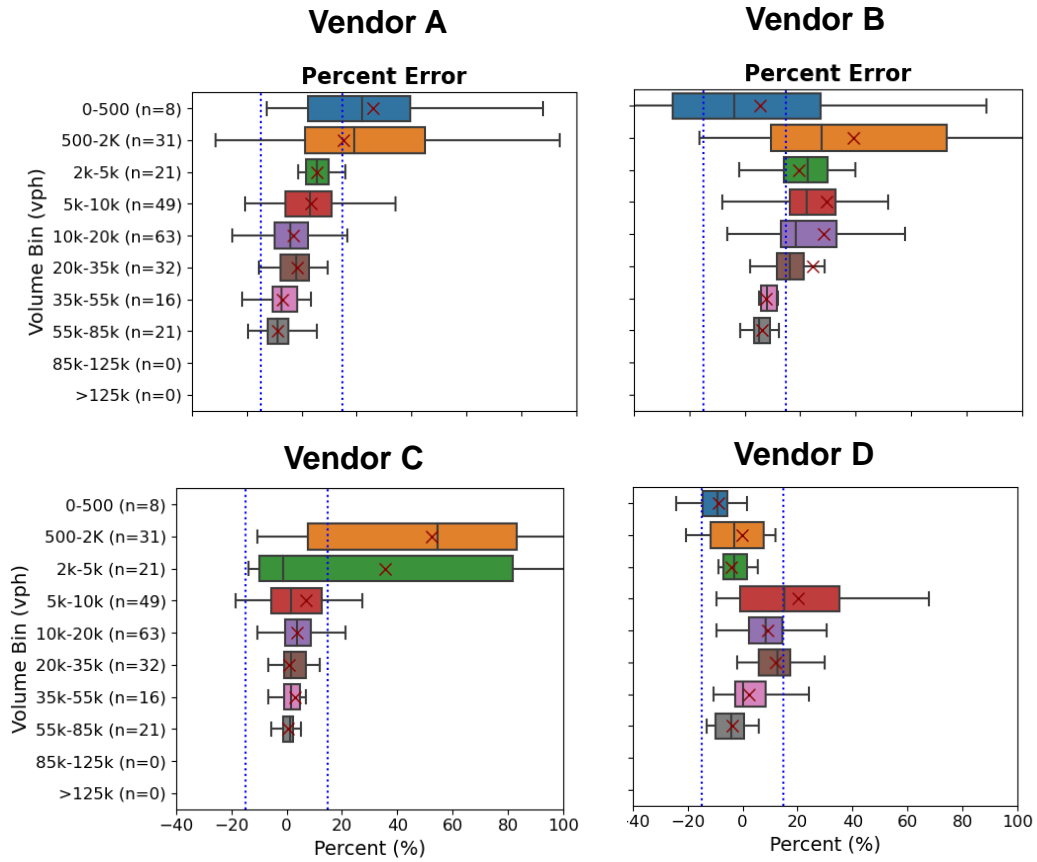 Vendor A
Vendor B
Percent Error
Percent Error
Volume Bin (vph)
0-500 (n=8)
500-2K (n=31)
2k-5k (n=21)
5k-10k (n=49)
10k-20k (n=63)
20k-35k (n=32)
35k-55k (n=16)
55k-85k (n=21)
85k-125k (n=0)
>125k (n=0)
Vendor C
Vendor D
Volume Bin (vph)
0-500 (n=8)
500-2K (n=31)
2k-5k (n=21)
5k-10k (n=49)
10k-20k (n=63)
20k-35k (n=32)
35k-55k (n=16)
55k-85k (n=21)
85k-125k (n=0)
>125k (n=0)
−40 −20 0 20 40 60 80 100
Percent (%)
-40 −20 0 20 40 60 80 100
Percent (%)